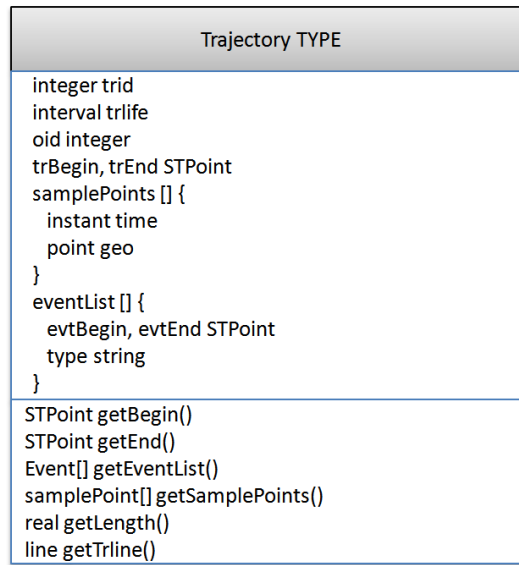 Trajectory TYPE
integer trid
interval trlife
oid integer
trBegin, trEnd STPoint
samplePoints [] {
instant time
point geo
}
eventList [] {
evtBegin, evtEnd STPoint
type string
}
STPoint getBegin()
STPoint getEnd()
Event[] getEventList()
samplePoint[] getSamplePoints()
real getLength()
line getTrline()